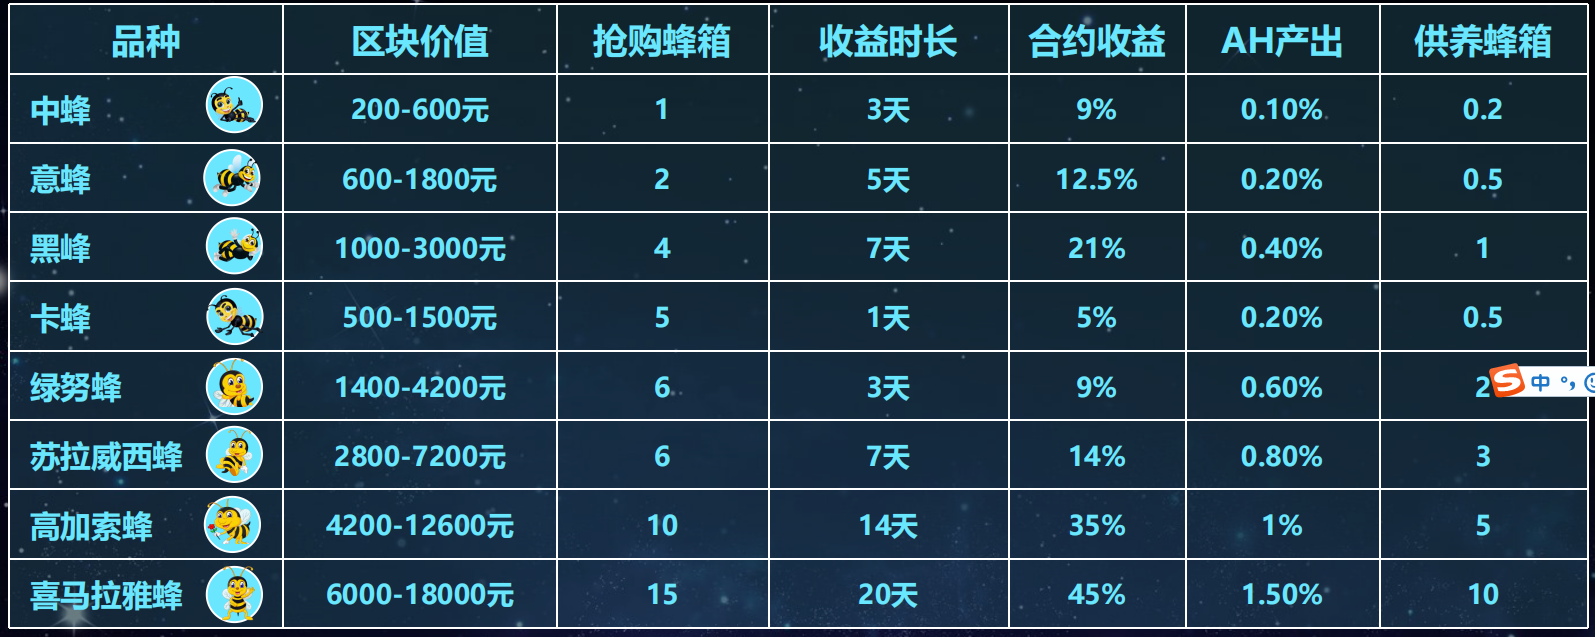 品种 区块价值 抢购蜂箱 收益时长 合约收益 AH产出 供养蜂箱
中蜂 200-600元 1 3天 9% 0.10% 0.2
意蜂 600-1800元 2 5天 12.5% 0.20% 0.5
黑峰 1000-3000元 4 7天 21% 0.40% 1
卡蜂 500-1500元 5 1天 5% 0.20% 0.5
绿努蜂 1400-4200元 6 3天 9% 0.60% 2
中 °,
苏拉威西蜂 2800-7200元 6 7天 14% 0.80% 3
高加索蜂 4200-12600元 10 14天 35% 1% 5
喜马拉雅蜂 6000-18000元 15 20天 45% 1.50% 10